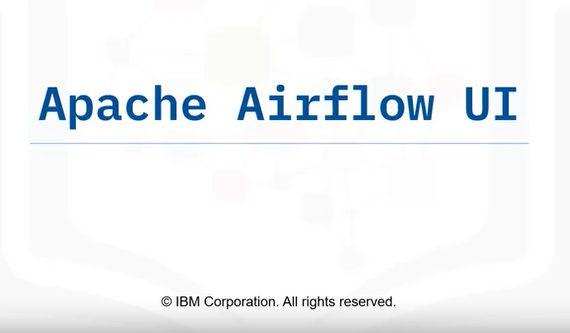 Apache Airflow UI
© IBM Corporation. All rights reserved.